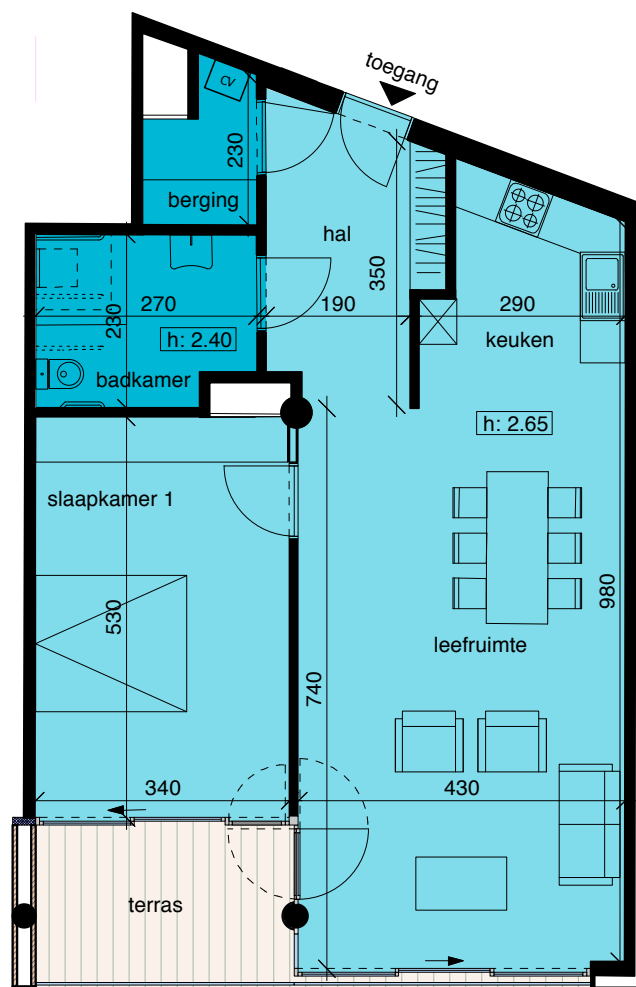 toegang
CV
230
berging
hal
350
270
190
290
230
h: 2.40
keuken
badkamer
h: 2.65
slaapkamer 1
530
980
leefruimte
740
340
430
terras